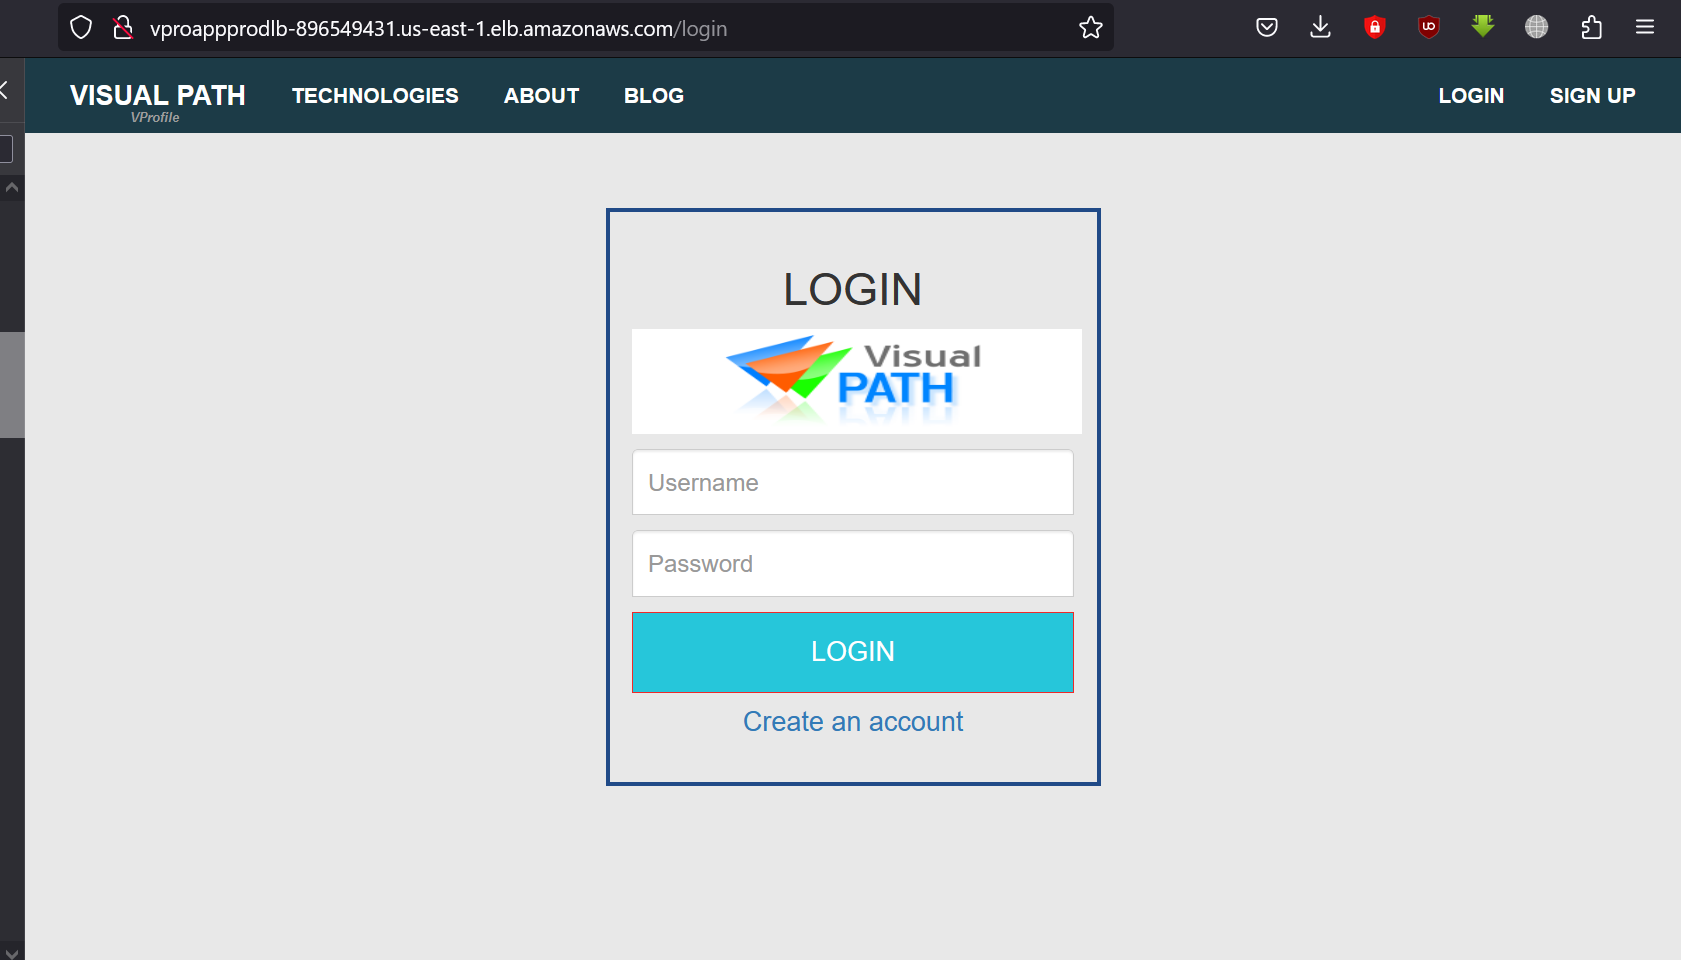 vproappprodlb-896549431.us-east-1.elb.amazonaws.com/login
VISUAL PATH TECHNOLOGIES ABOUT BLOG LOGIN SIGN UP
VProfile
LOGIN
Visual
PATH
Username
Password
LOGIN
Create an account